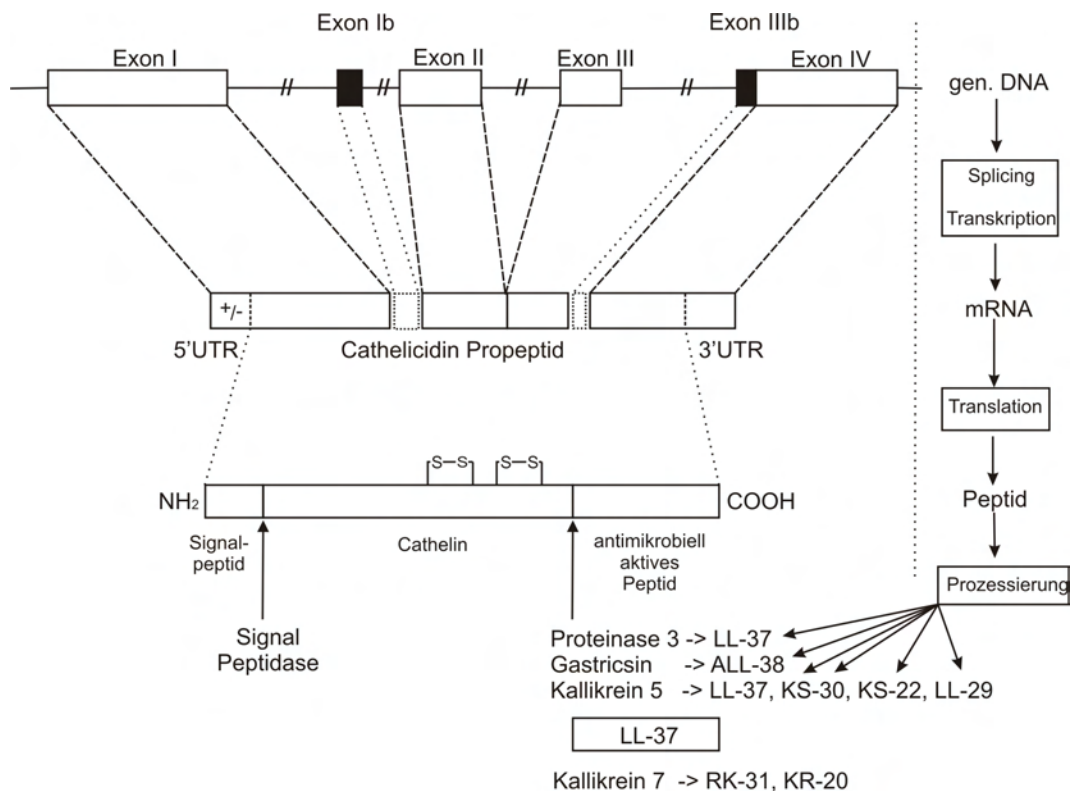 Exon Ib
Exon IIIb
Exon I
Exon II
Exon III
Exon IV
//
//
//
//
gen. DNA
Splicing
Transkription
mRNA
+/-
5'UTR
Cathelicidin Propeptid
3'UTR
Translation
S–S
S–S
NH₂
COOH
Peptid
Signal-
peptid
Cathelin
antimikrobiell
aktives
Peptid
Prozessierung
Signal
Peptidase
Proteinase 3 -> LL-37
Gastricsin -> ALL-38
Kallikrein 5 -> LL-37, KS-30, KS-22, LL-29
LL-37
Kallikrein 7 -> RK-31, KR-20